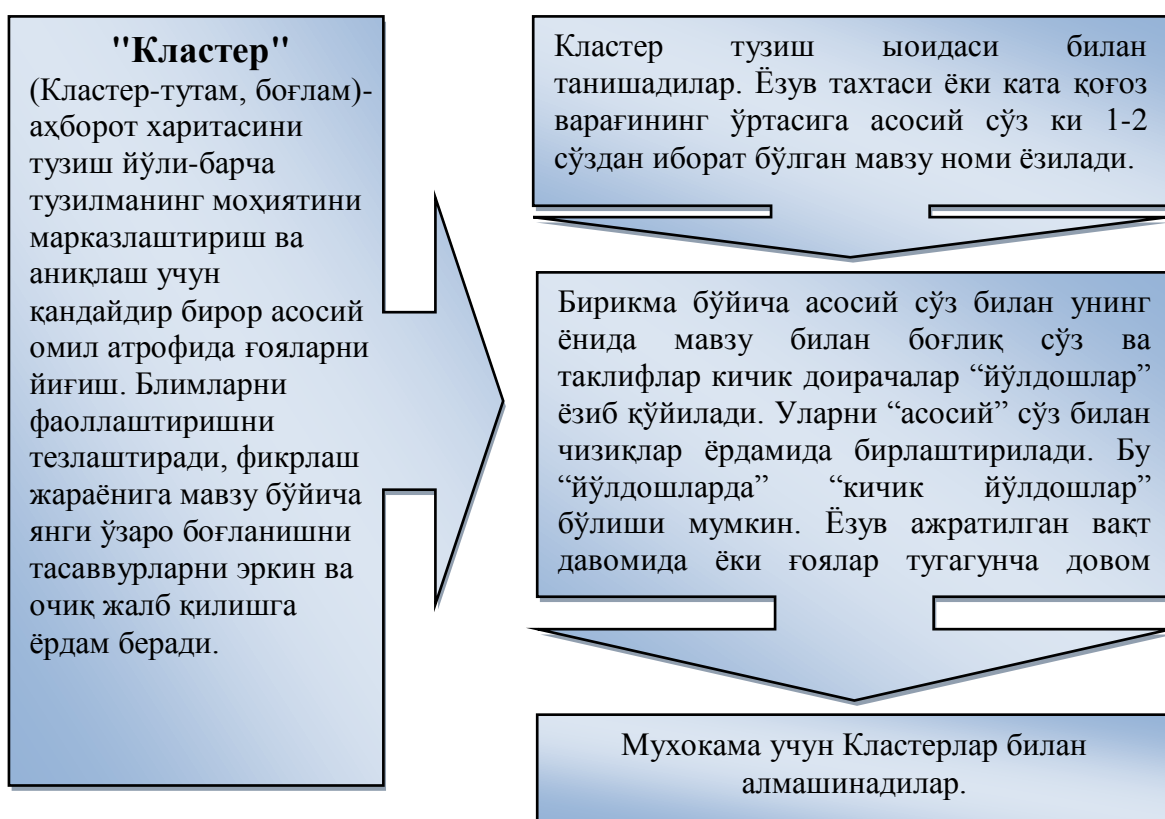 "Кластер"
(Кластер-тутам, боғлам)-
аҳборот харитасини
тузиш йўли-барча
тузилманинг моҳиятини
марказлаштириш ва
аниқлаш учун
қандайдир бирор асосий
омил атрофида ғояларни
йиғиш. Блимларни
фаоллаштиришни
тезлаштиради, фикрлаш
жараёнига мавзу бўйича
янги ўзаро боғланишни
тасаввурларни эркин ва
очиқ жалб қилишга
ёрдам беради.
Кластер тузиш ыоидаси билан
танишадилар. Ёзув тахтаси ёки ката қоғоз
варағининг ўртасига асосий сўз ки 1-2
сўздан иборат бўлган мавзу номи ёзилади.
Бирикма бўйича асосий сўз билан унинг
ёнида мавзу билан боғлиқ сўз ва
таклифлар кичик доирачалар “йўлдошлар”
ёзиб қўйилади. Уларни “асосий” сўз билан
чизиқлар ёрдамида бирлаштирилади. Бу
“йўлдошларда” “кичик йўлдошлар”
бўлиши мумкин. Ёзув ажратилган вақт
давомида ёки ғоялар тугагунча довом
Мухокама учун Кластерлар билан
алмашинадилар.